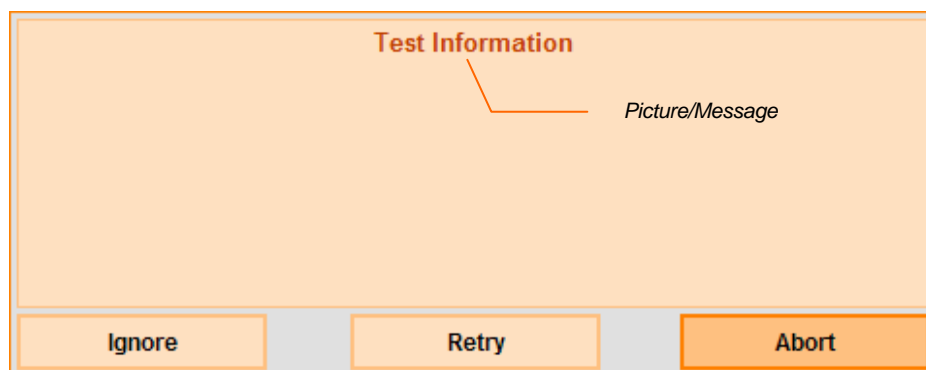 Test Information
Picture/Message
Ignore
Retry
Abort